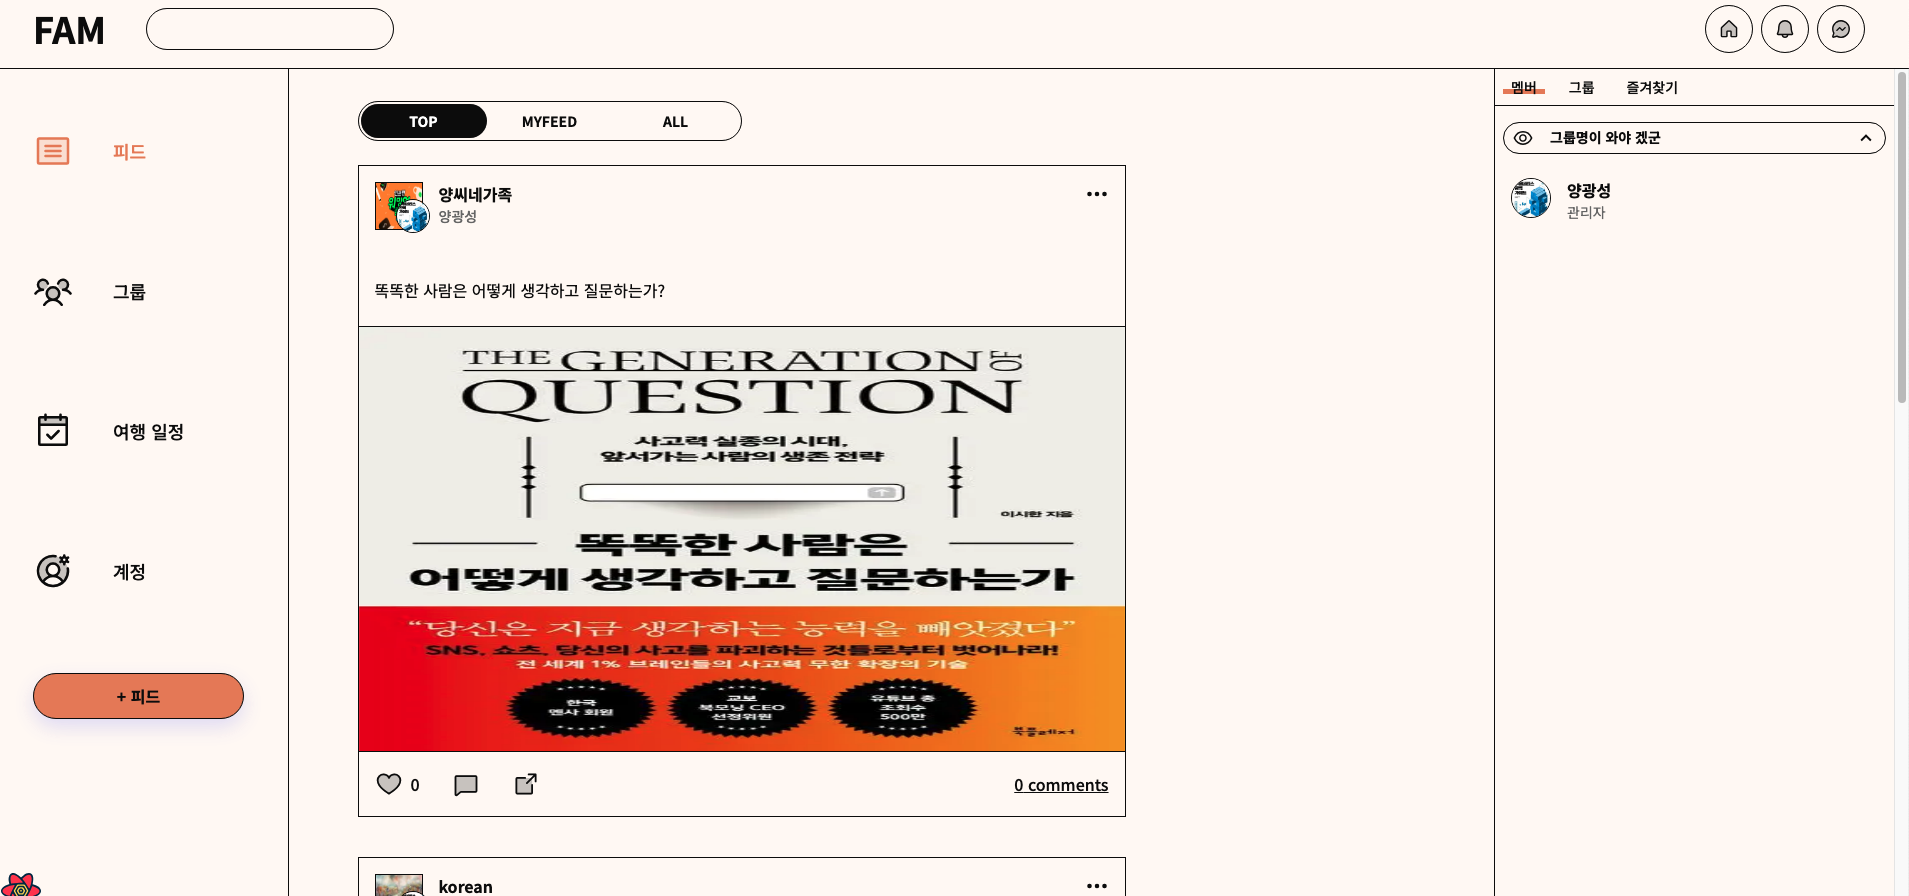 FAM
피드
그룹
여행 일정
계정
+ 피드
TOP
MYFEED
ALL
양씨네가족
양광성
똑똑한 사람은 어떻게 생각하고 질문하는가?
THE GENERATION OF
QUESTION
사고력 실종의 시대,
앞서가는 사람의 생존 전략
이시한 지음
똑똑한 사람은
어떻게 생각하고 질문하는가
“당신은 지금 생각하는 능력을 빼앗겼다”
SNS, 쇼츠, 당신의 사고를 파괴하는 것들로부터 벗어나라!
전 세계 1% 브레인들의 사고력 무한 확장의 기술
한국
멘사 회원
교보
북모닝 CEO
선정위원
유튜브 총
조회수
500만
북플레저
0
0 comments
korean
멤버
그룹
즐겨찾기
그룹명이 와야 겠군
양광성
관리자